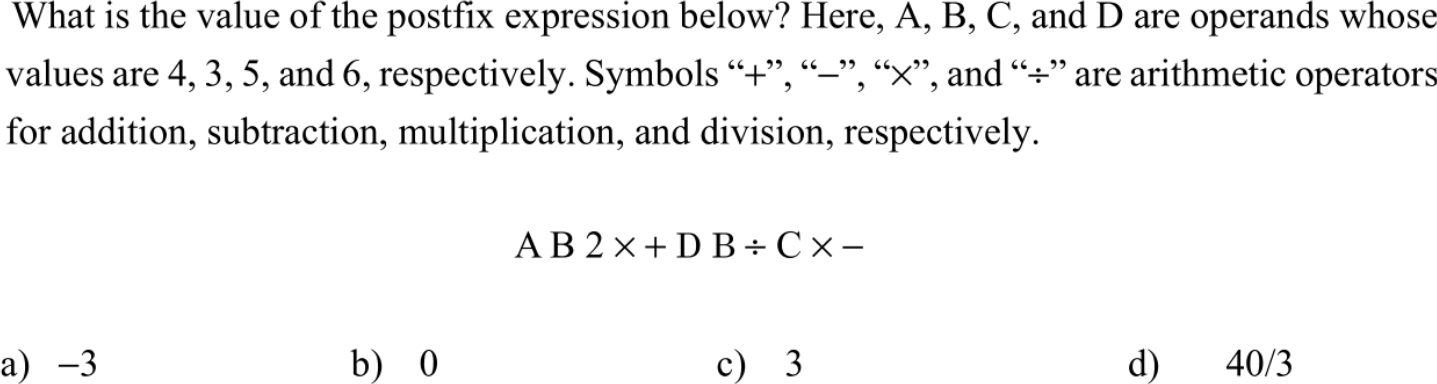 What is the value of the postfix expression below? Here, A, B, C, and D are operands whose
values are 4, 3, 5, and 6, respectively. Symbols “+”, “−”, “×”, and “÷” are arithmetic operators
for addition, subtraction, multiplication, and division, respectively.
A B 2 × + D B ÷ C × −
a) −3 b) 0 c) 3 d) 40/3